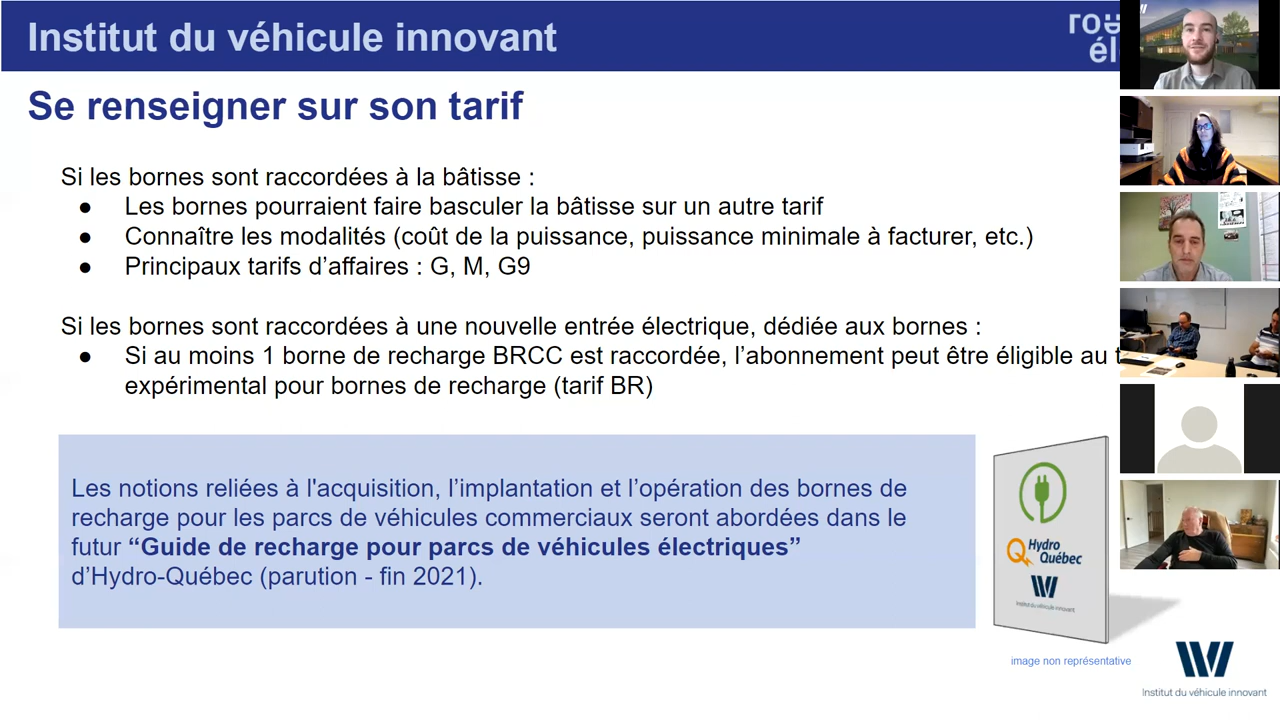 Institut du véhicule innovant
Se renseigner sur son tarif
Si les bornes sont raccordées à la bâtisse :
● Les bornes pourraient faire basculer la bâtisse sur un autre tarif
● Connaître les modalités (coût de la puissance, puissance minimale à facturer, etc.)
● Principaux tarifs d’affaires : G, M, G9
Si les bornes sont raccordées à une nouvelle entrée électrique, dédiée aux bornes :
● Si au moins 1 borne de recharge BRCC est raccordée, l’abonnement peut être éligible au
expérimental pour bornes de recharge (tarif BR)
Les notions reliées à l'acquisition, l’implantation et l’opération des bornes de
recharge pour les parcs de véhicules commerciaux seront abordées dans le
futur “Guide de recharge pour parcs de véhicules électriques”
d’Hydro-Québec (parution - fin 2021).
Hydro
Québec
Institut du véhicule innovant
image non représentative
Institut du véhicule innovant